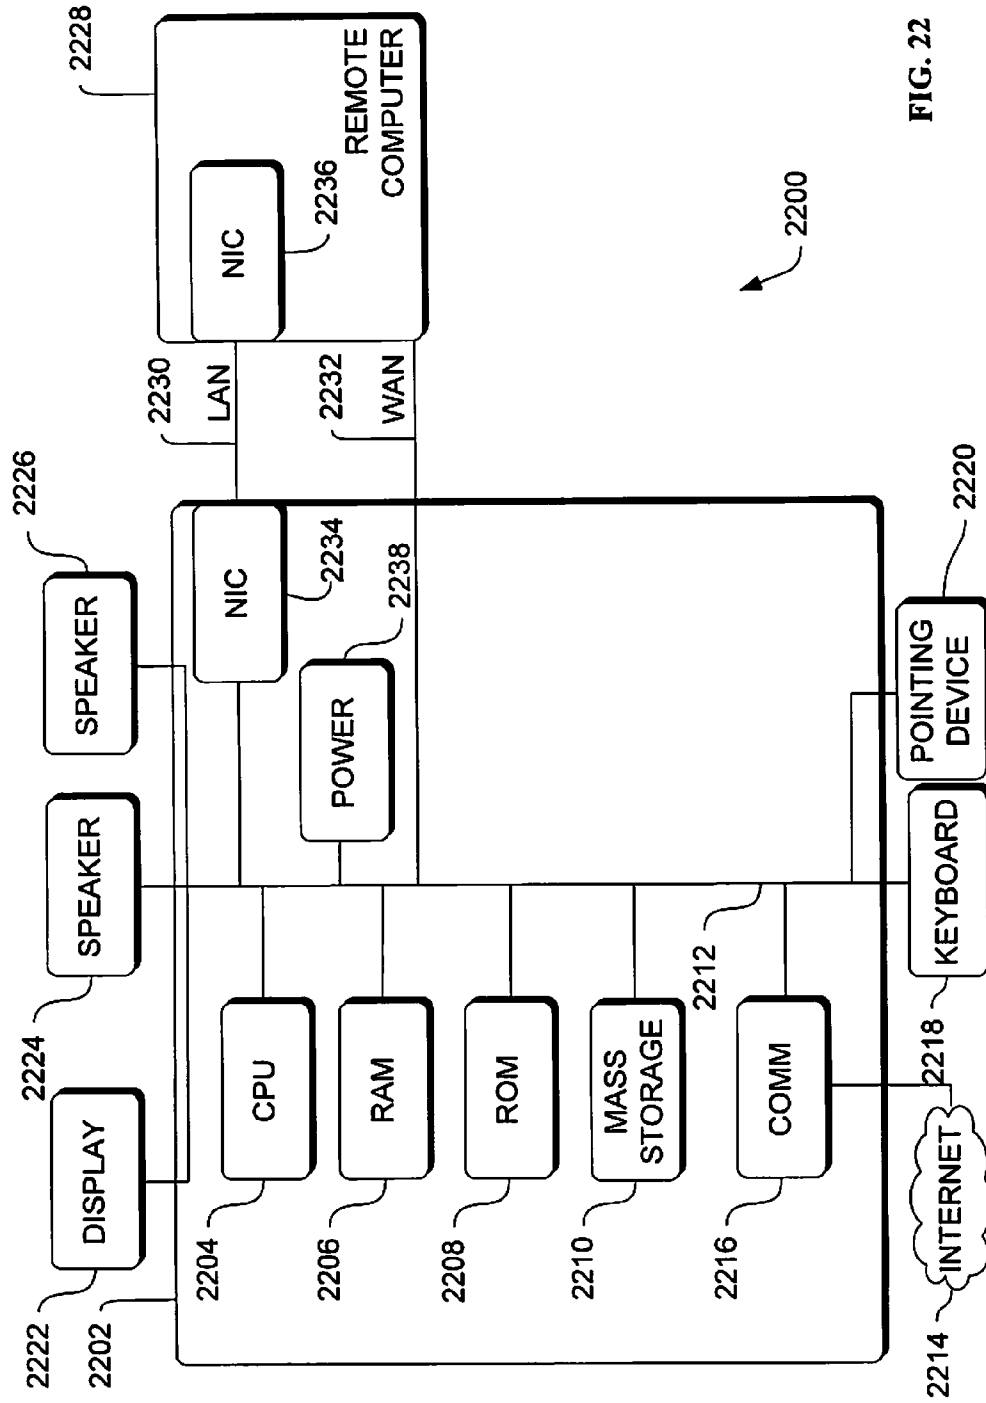 2222
2202
DISPLAY
2224
SPEAKER
SPEAKER
2226
2204
CPU
2206
RAM
2208
ROM
2210
MASS
STORAGE
2216
COMM
2212
POWER
2238
NIC
2234
2230
LAN
2232
WAN
NIC
2236
REMOTE
COMPUTER
2228
2214
INTERNET
2218
KEYBOARD
POINTING
DEVICE
2220
2200
FIG. 22